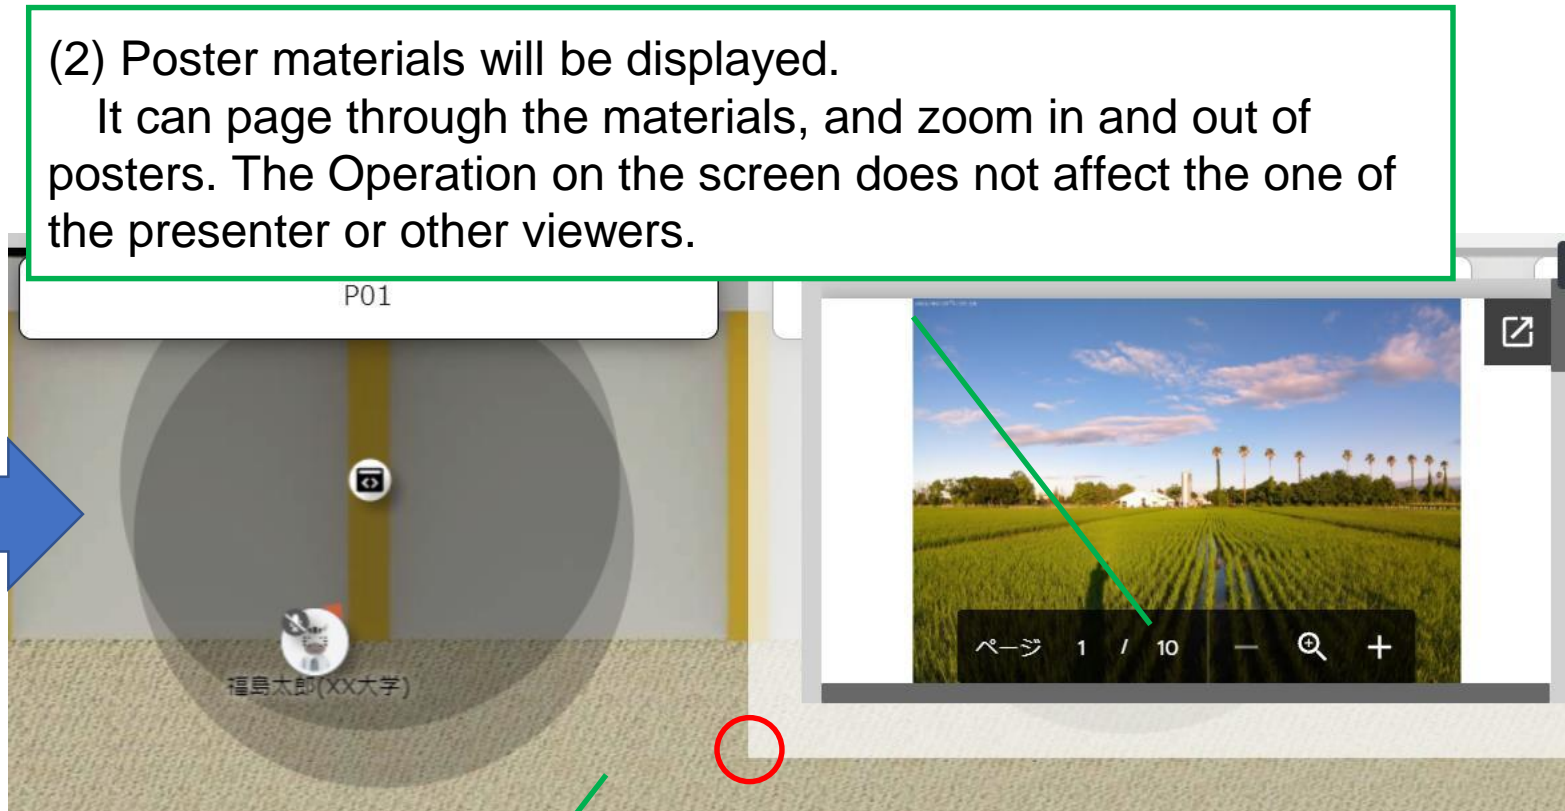 (2) Poster materials will be displayed.
It can page through the materials, and zoom in and out of
posters. The Operation on the screen does not affect the one of
the presenter or other viewers.
P01
福島太郎(XX大学)
ページ 1 / 10